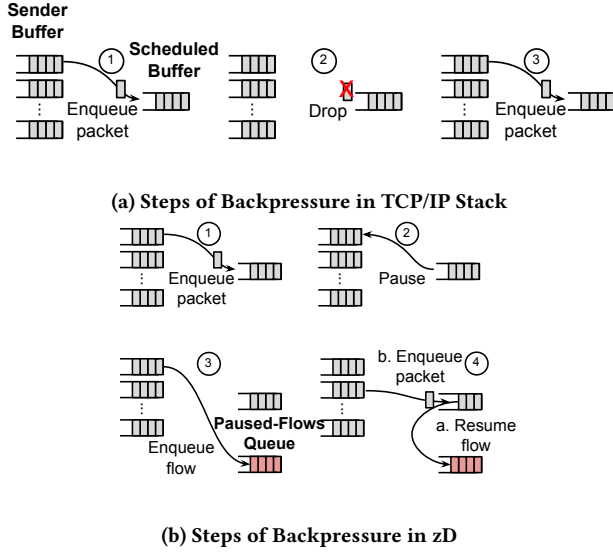 Sender
Buffer
1
Scheduled
Buffer
Enqueue
packet
2
Drop
3
Enqueue
packet
(a) Steps of Backpressure in TCP/IP Stack
1
Enqueue
packet
2
Pause
3
Enqueue
flow
Paused-Flows
Queue
b. Enqueue
packet
4
a. Resume
flow
(b) Steps of Backpressure in zD